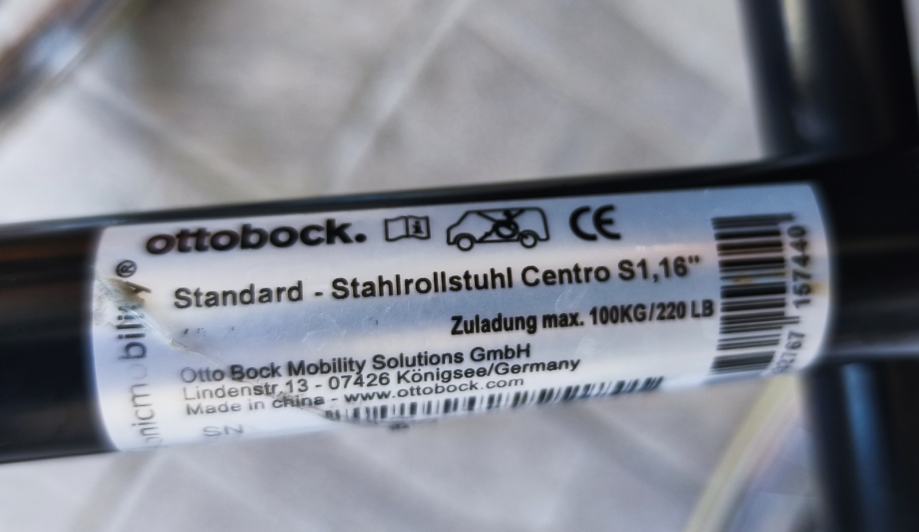 ottobock.
CE
Standard - Stahlrollstuhl Centro S1,16"
Zuladung max. 100KG/220 LB
Otto Bock Mobility Solutions GmbH
Lindenstr.13 - 07426 Königsee/Germany
Made in china - www.ottobock.com
SN
157440